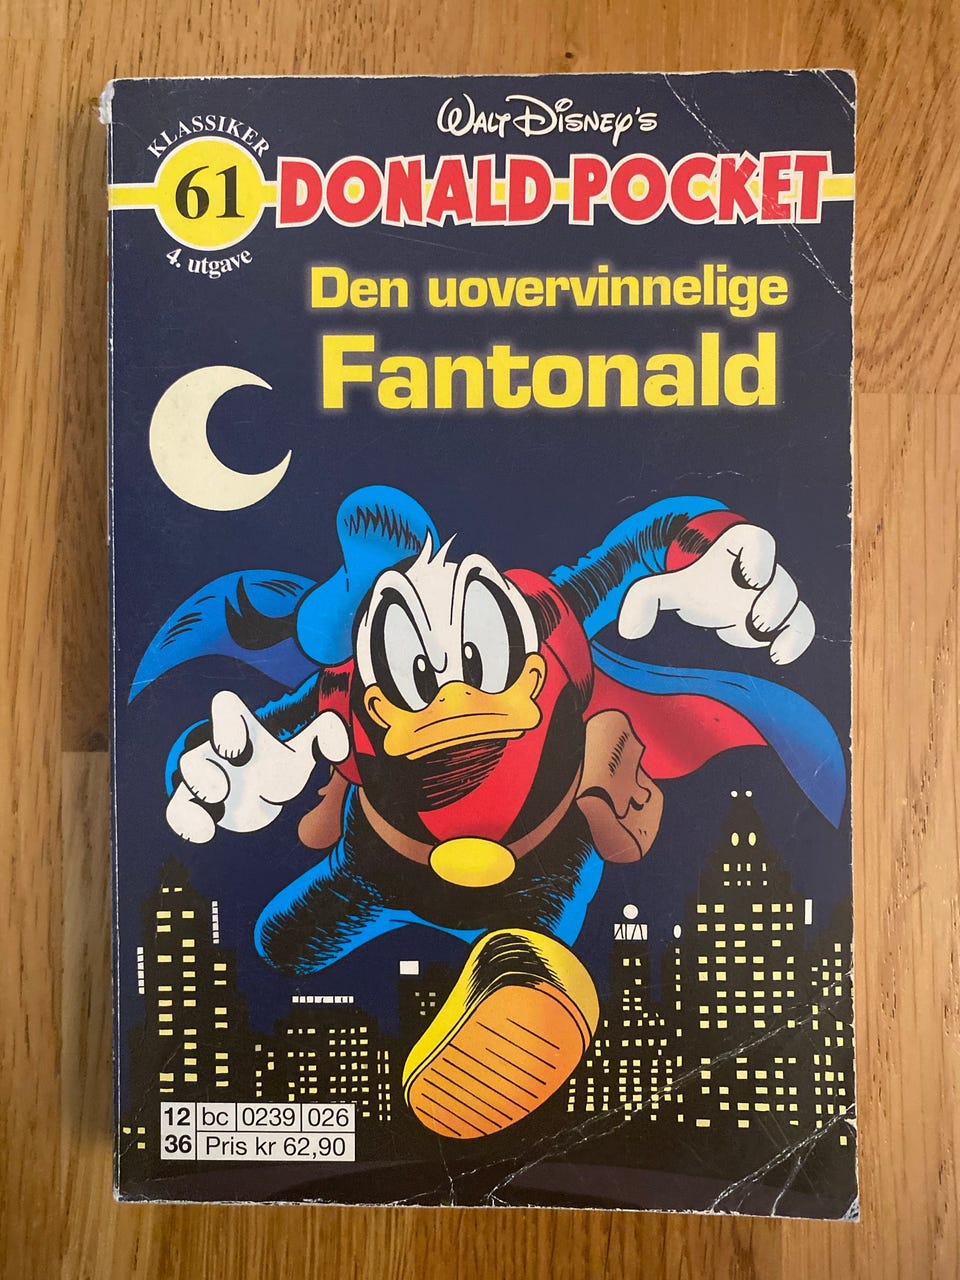 KLASSIKER
61
4. utgave
WALT DISNEY'S
DONALD POCKET
Den uovervinnelige
Fantonald
12 bc 0239 026
36 Pris kr 62,90